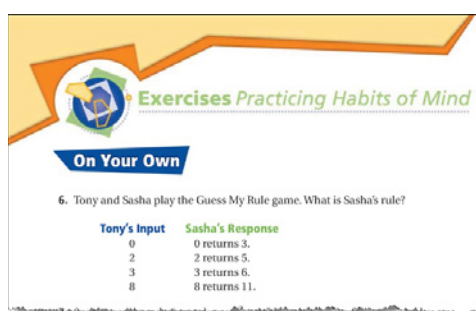 Exercises Practicing Habits of Mind
On Your Own
6. Tony and Sasha play the Guess My Rule game. What is Sasha's rule?
Tony's Input Sasha's Response
0 0 returns 3.
2 2 returns 5.
3 3 returns 6.
8 8 returns 11.